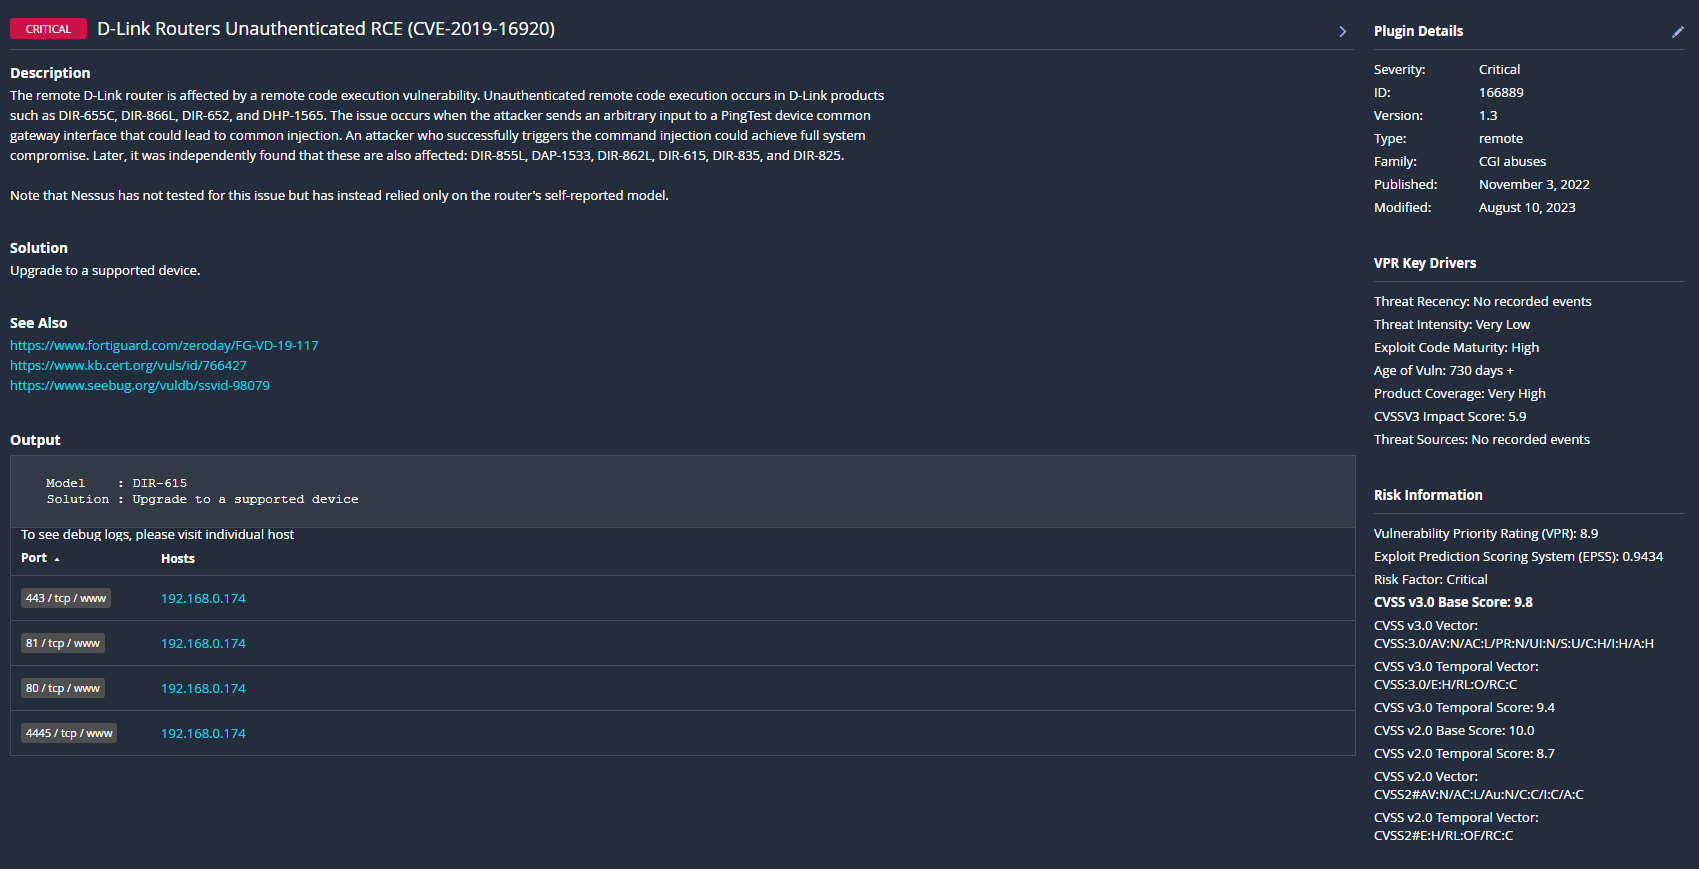 CRITICAL D-Link Routers Unauthenticated RCE (CVE-2019-16920)
Description
The remote D-Link router is affected by a remote code execution vulnerability. Unauthenticated remote code execution occurs in D-Link products
such as DIR-655C, DIR-866L, DIR-652, and DHP-1565. The issue occurs when the attacker sends an arbitrary input to a PingTest device common
gateway interface that could lead to common injection. An attacker who successfully triggers the command injection could achieve full system
compromise. Later, it was independently found that these are also affected: DIR-855L, DAP-1533, DIR-862L, DIR-615, DIR-835, and DIR-825.
Note that Nessus has not tested for this issue but has instead relied only on the router's self-reported model.
Solution
Upgrade to a supported device.
See Also
https://www.fortiguard.com/zeroday/FG-VD-19-117
https://www.kb.cert.org/vuls/id/766427
https://www.seebug.org/vuldb/ssvid-98079
Output
Model : DIR-615
Solution : Upgrade to a supported device
To see debug logs, please visit individual host
Port Hosts
443 / tcp / www 192.168.0.174
81 / tcp / www 192.168.0.174
80 / tcp / www 192.168.0.174
4445 / tcp / www 192.168.0.174
Plugin Details
Severity: Critical
ID: 166889
Version: 1.3
Type: remote
Family: CGI abuses
Published: November 3, 2022
Modified: August 10, 2023
VPR Key Drivers
Threat Recency: No recorded events
Threat Intensity: Very Low
Exploit Code Maturity: High
Age of Vuln: 730 days +
Product Coverage: Very High
CVSSV3 Impact Score: 5.9
Threat Sources: No recorded events
Risk Information
Vulnerability Priority Rating (VPR): 8.9
Exploit Prediction Scoring System (EPSS): 0.9434
Risk Factor: Critical
CVSS v3.0 Base Score: 9.8
CVSS v3.0 Vector:
CVSS:3.0/AV:N/AC:L/PR:N/UI:N/S:U/C:H/I:H/A:H
CVSS v3.0 Temporal Vector:
CVSS:3.0/E:H/RL:O/RC:C
CVSS v3.0 Temporal Score: 9.4
CVSS v2.0 Base Score: 10.0
CVSS v2.0 Temporal Score: 8.7
CVSS v2.0 Vector:
CVSS2#AV:N/AC:L/Au:N/C:C/I:C/A:C
CVSS v2.0 Temporal Vector:
CVSS2#E:H/RL:OF/RC:C